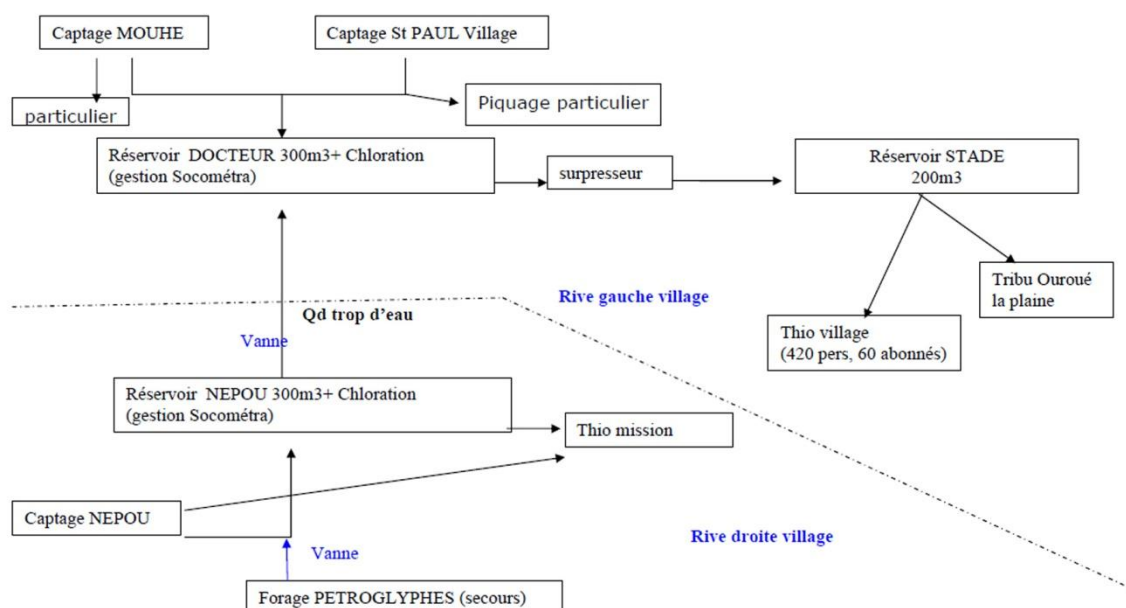 Captage MOUHE
Captage St PAUL Village
particulier
Piquage particulier
Réservoir DOCTEUR 300m3+ Chloration
(gestion Socométra)
surpresseur
Réservoir STADE
200m3
Tribu Ouroué
la plaine
Rive gauche village
Qd trop d'eau
Vanne
Thio village
(420 pers, 60 abonnés)
Réservoir NEPOU 300m3+ Chloration
(gestion Socométra)
Thio mission
Captage NEPOU
Rive droite village
Vanne
Forage PETROGLYPHES (secours)